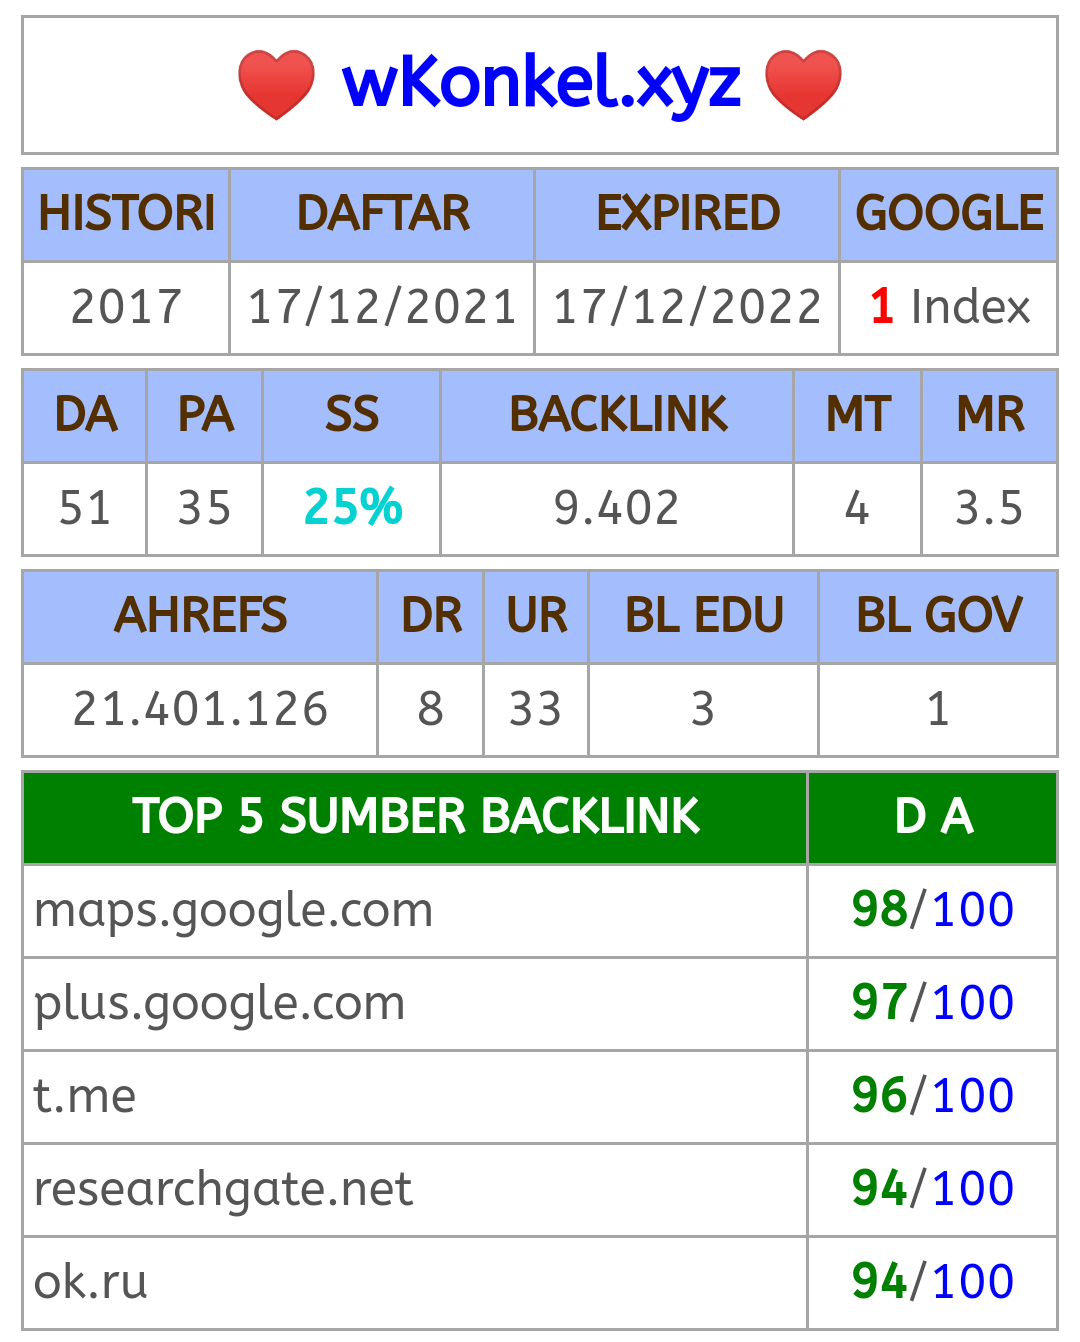 ❤️ wKonkel.xyz ❤️
HISTORI DAFTAR EXPIRED GOOGLE
2017 17/12/2021 17/12/2022 1 Index
DA PA SS BACKLINK MT MR
51 35 25% 9.402 4 3.5
AHREFS DR UR BL EDU BL GOV
21.401.126 8 33 3 1
TOP 5 SUMBER BACKLINK D A
maps.google.com 98/100
plus.google.com 97/100
t.me 96/100
researchgate.net 94/100
ok.ru 94/100